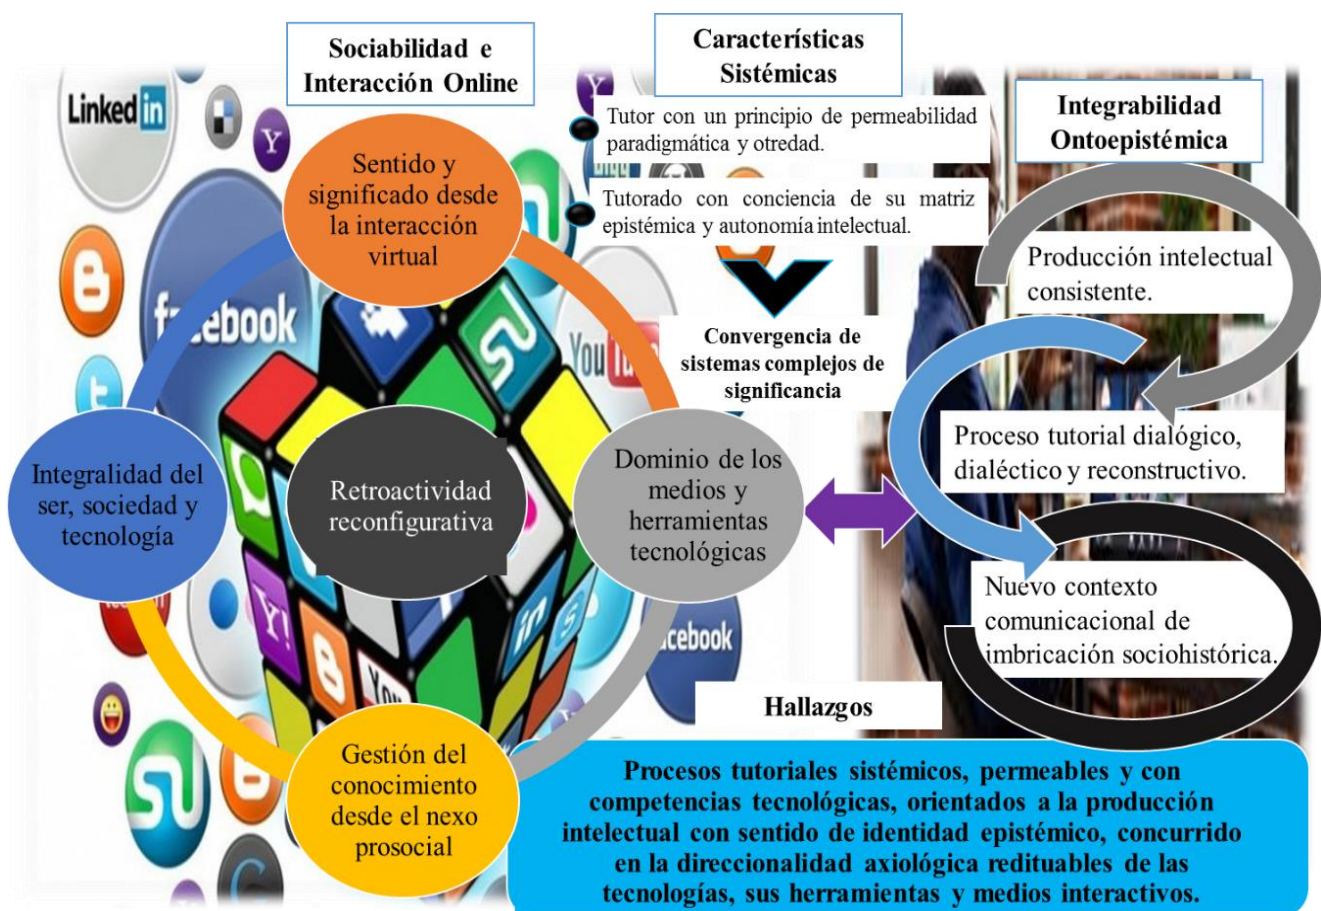 Sociabilidad e
Interacción Online
Características
Sistémicas
Integrabilidad
Ontoepistémica
Linked in
Tutor con un principio de permeabilidad
paradigmática y otredad.
Tutorado con conciencia de su matriz
epistémica y autonomía intelectual.
Sentido y
significado desde
la interacción
virtual
Producción intelectual
consistente.
facebook
You
Convergencia de
sistemas complejos de
significancia
Proceso tutorial dialógico,
dialéctico y reconstructivo.
Integralidad del
ser, sociedad y
tecnología
Retroactividad
reconfigurativa
Dominio de los
medios y
herramientas
tecnológicas
Nuevo contexto
comunicacional de
imbricación sociohistórica.
Y!
in
S
You
facebook
Hallazgos
Gestión del
conocimiento
desde el nexo
prosocial
Procesos tutoriales sistémicos, permeables y con
competencias tecnológicas, orientados a la producción
intelectual con sentido de identidad epistémico, concurrido
en la direccionalidad axiológica redituables de las
tecnologías, sus herramientas y medios interactivos.